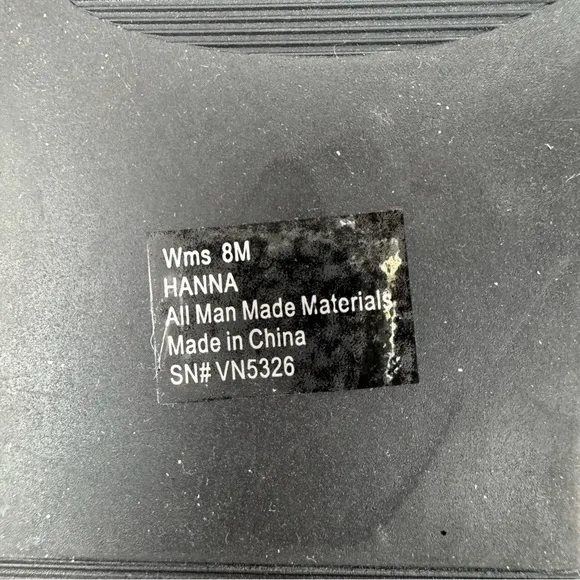 Wms 8M
HANNA
All Man Made Materials
Made in China
SN# VN5326